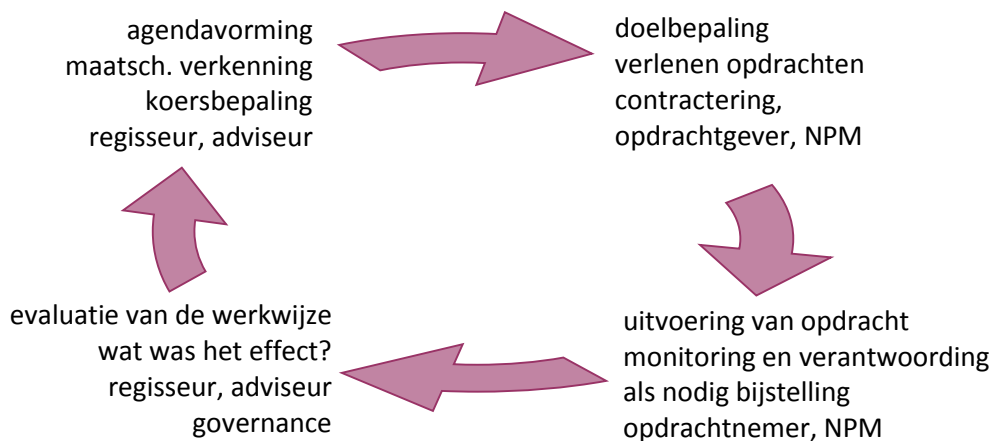 agendavorming
maatsch. verkenning
koersbepaling
regisseur, adviseur
doelbepaling
verlenen opdrachten
contractering,
opdrachtgever, NPM
uitvoering van opdracht
monitoring en verantwoording
als nodig bijstelling
opdrachtnemer, NPM
evaluatie van de werkwijze
wat was het effect?
regisseur, adviseur
governance